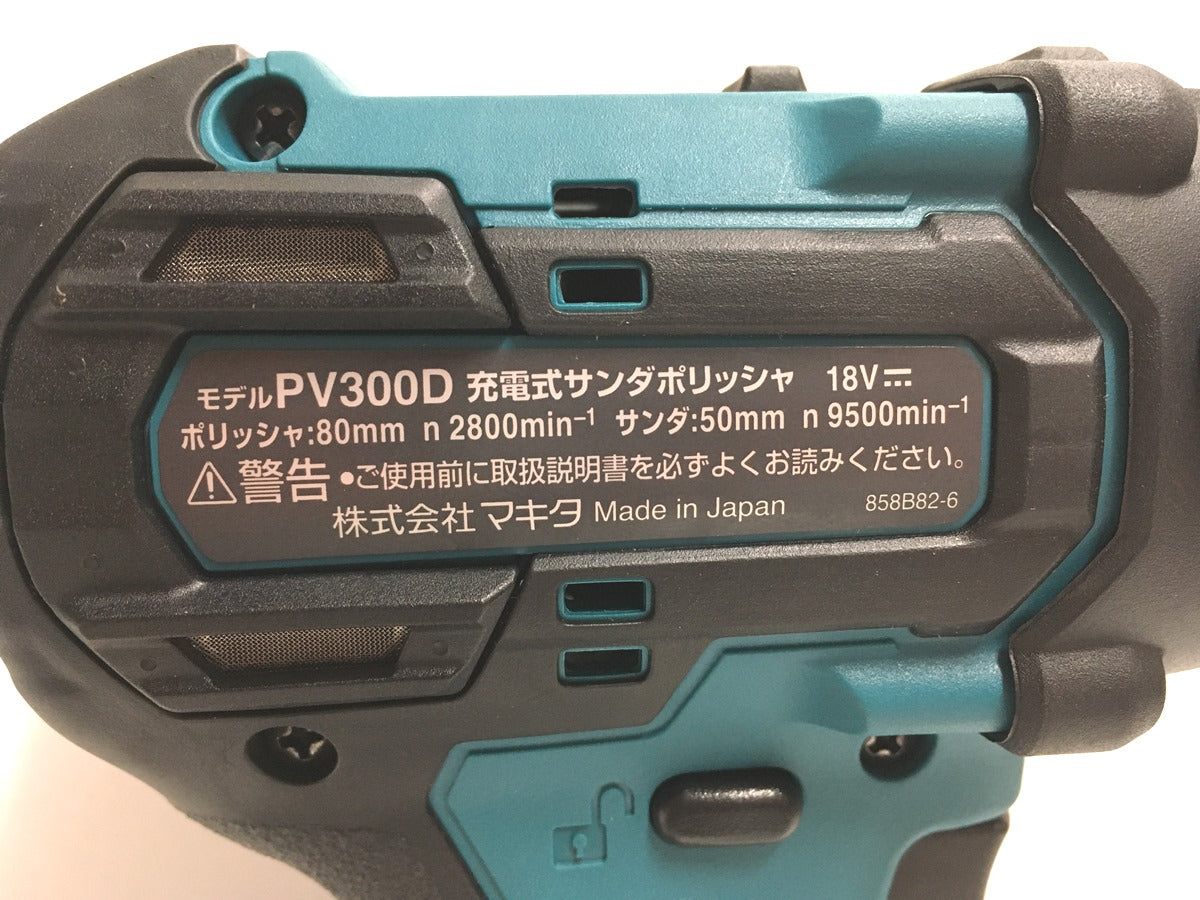 モデルPV300D 充電式サンダポリッシャ 18V⎓
ポリッシャ:80mm n 2800min⁻¹ サンダ:50mm n 9500min⁻¹
⚠警告 •ご使用前に取扱説明書を必ずよくお読みください。
株式会社マキタ Made in Japan 858B82-6